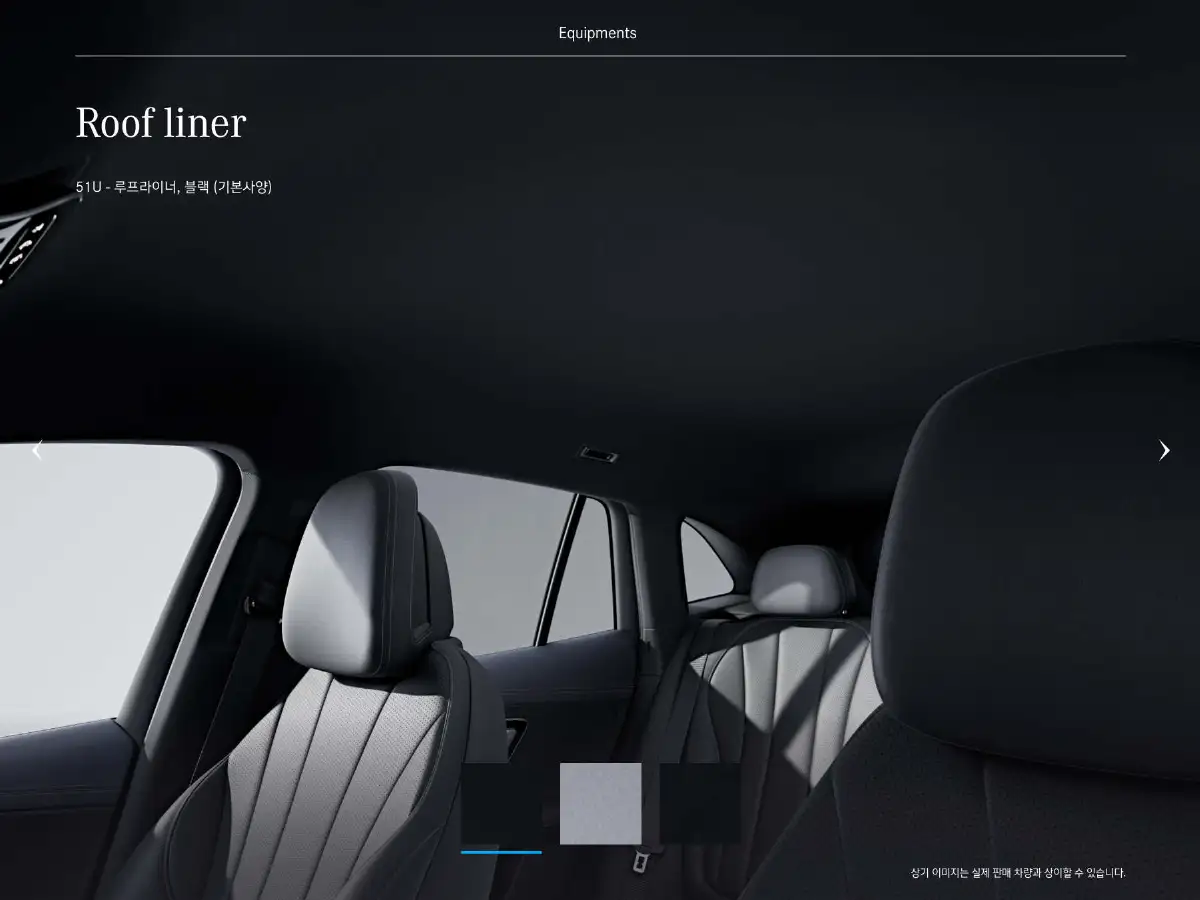 Equipments
Roof liner
51U - 루프라이너, 블랙 (기본사양)
상기 이미지는 실제 판매 차량과 상이할 수 있습니다.